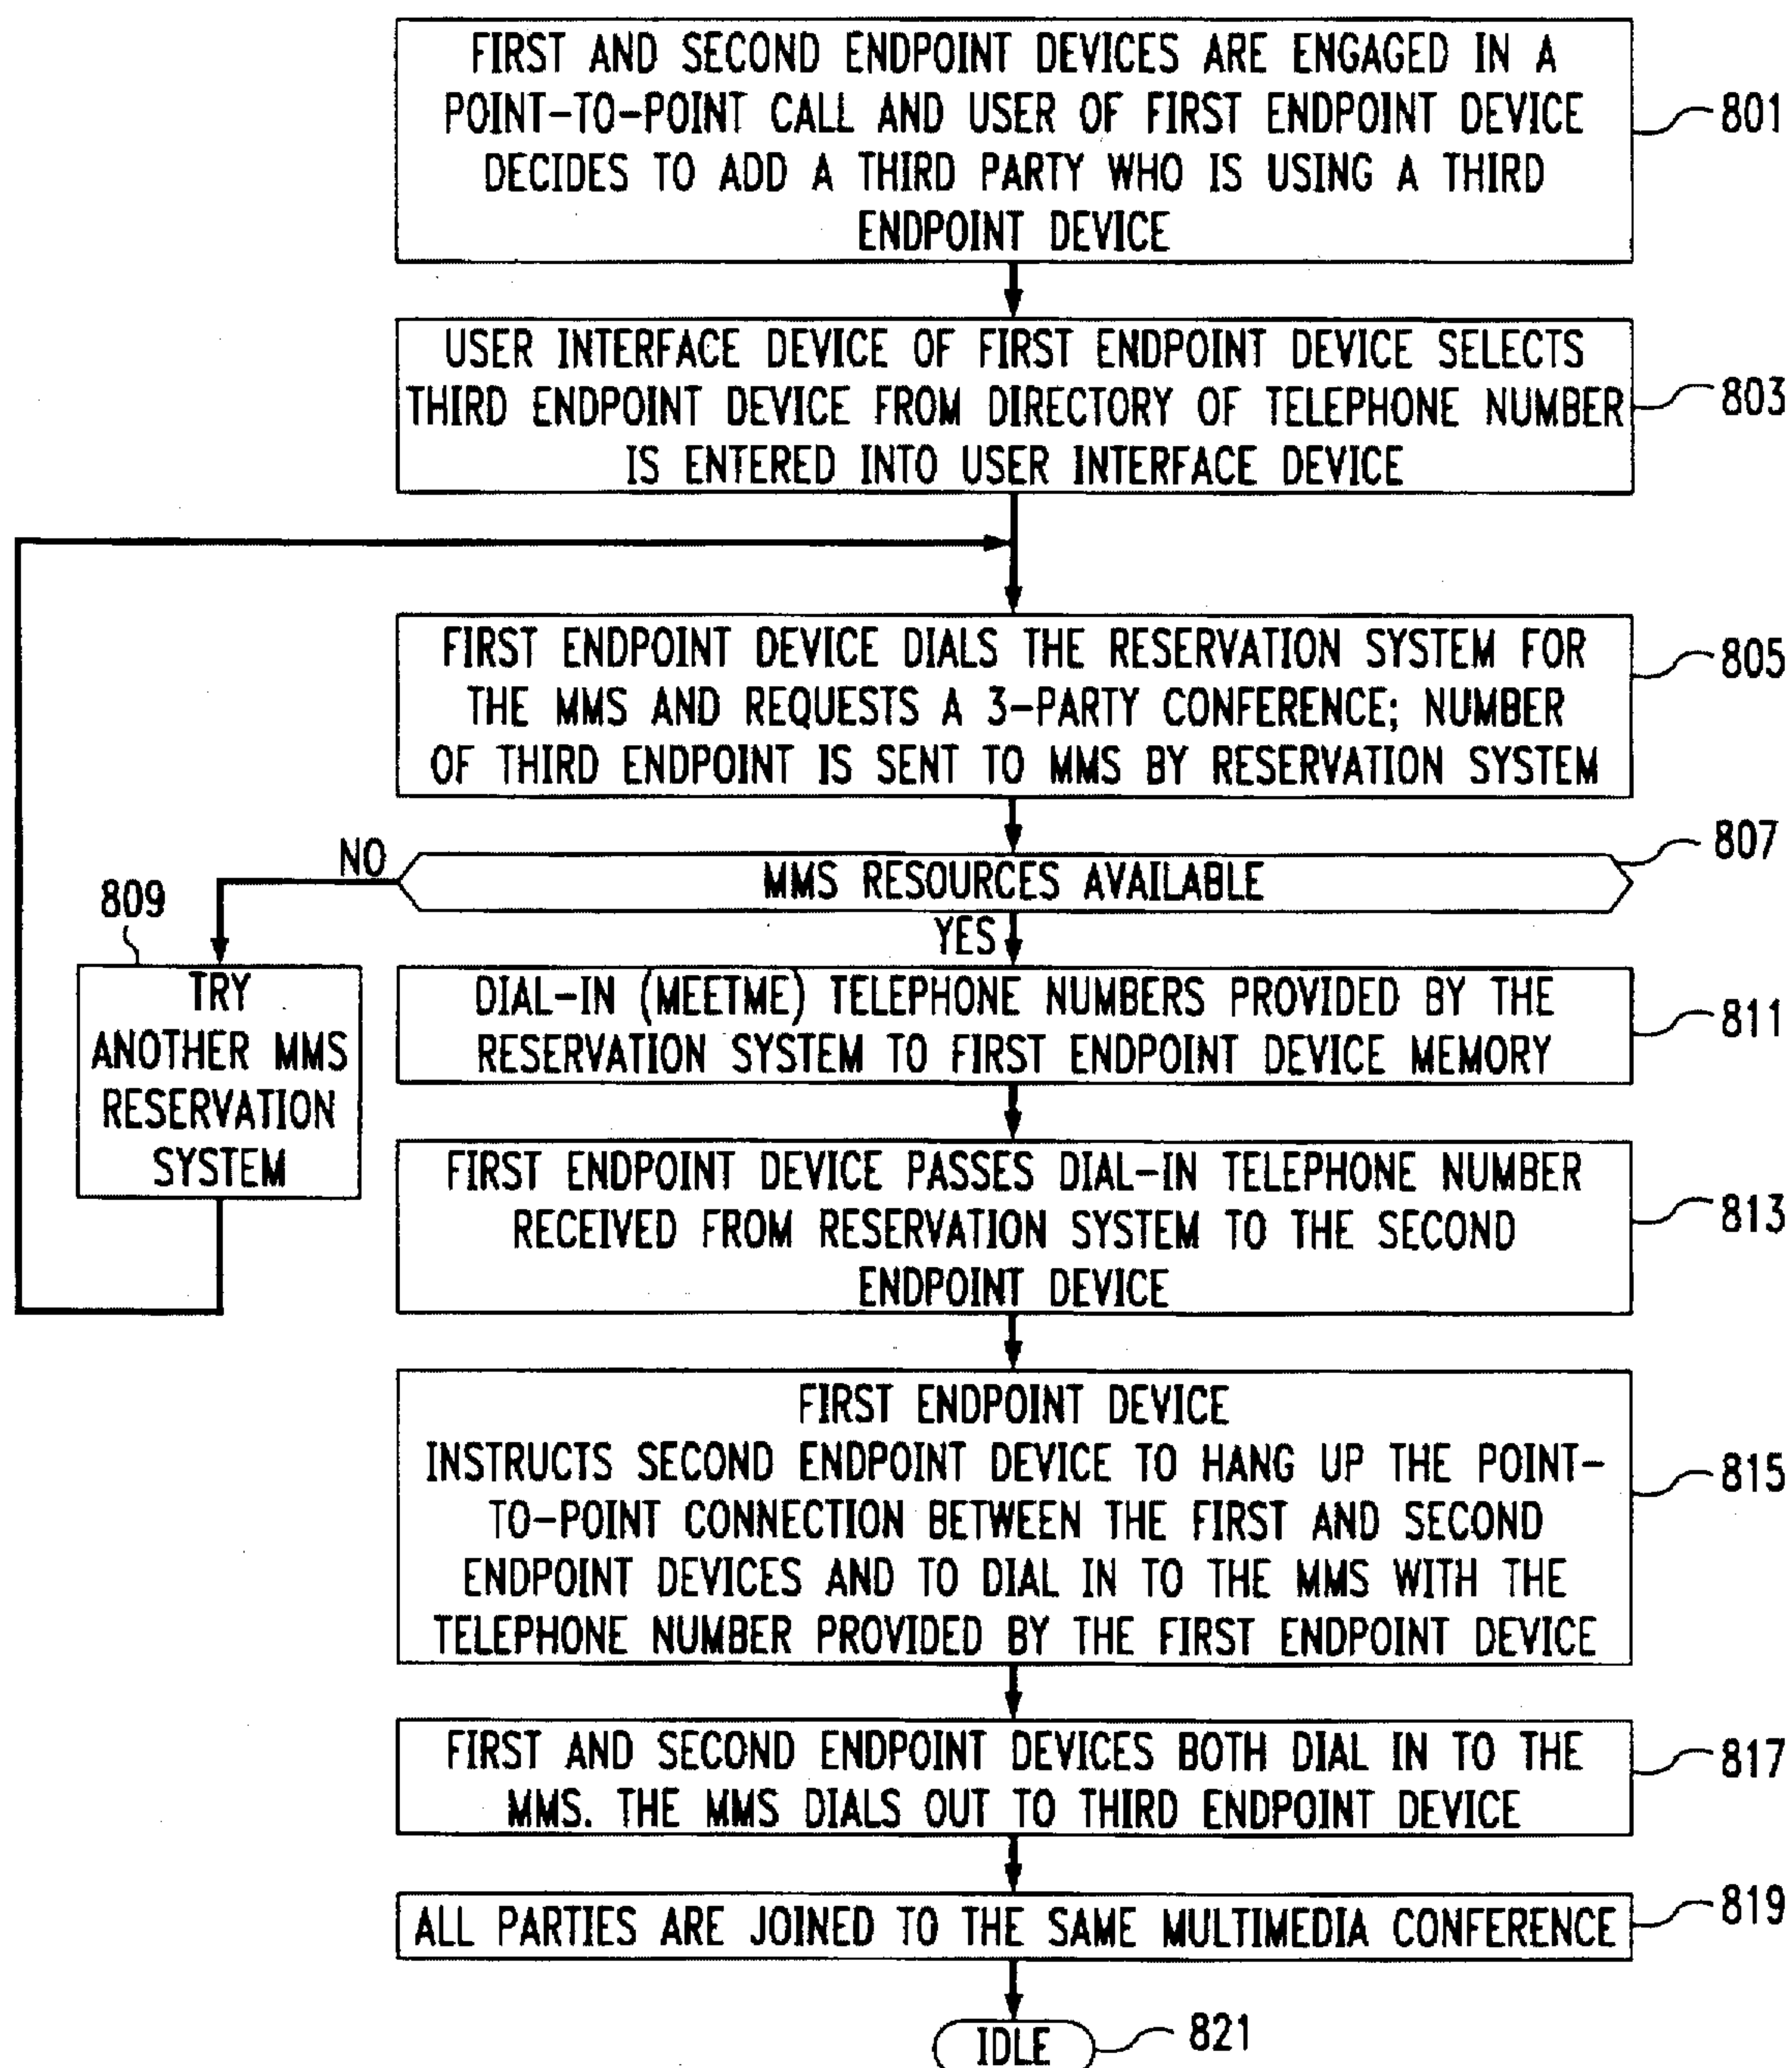 FIRST AND SECOND ENDPOINT DEVICES ARE ENGAGED IN A
POINT-TO-POINT CALL AND USER OF FIRST ENDPOINT DEVICE
DECIDES TO ADD A THIRD PARTY WHO IS USING A THIRD
ENDPOINT DEVICE
801
USER INTERFACE DEVICE OF FIRST ENDPOINT DEVICE SELECTS
THIRD ENDPOINT DEVICE FROM DIRECTORY OF TELEPHONE NUMBER
IS ENTERED INTO USER INTERFACE DEVICE
803
FIRST ENDPOINT DEVICE DIALS THE RESERVATION SYSTEM FOR
THE MMS AND REQUESTS A 3-PARTY CONFERENCE; NUMBER
OF THIRD ENDPOINT IS SENT TO MMS BY RESERVATION SYSTEM
805
MMS RESOURCES AVAILABLE
807
NO
YES
809
TRY
ANOTHER MMS
RESERVATION
SYSTEM
DIAL-IN (MEETME) TELEPHONE NUMBERS PROVIDED BY THE
RESERVATION SYSTEM TO FIRST ENDPOINT DEVICE MEMORY
811
FIRST ENDPOINT DEVICE PASSES DIAL-IN TELEPHONE NUMBER
RECEIVED FROM RESERVATION SYSTEM TO THE SECOND
ENDPOINT DEVICE
813
FIRST ENDPOINT DEVICE
INSTRUCTS SECOND ENDPOINT DEVICE TO HANG UP THE POINT-
TO-POINT CONNECTION BETWEEN THE FIRST AND SECOND
ENDPOINT DEVICES AND TO DIAL IN TO THE MMS WITH THE
TELEPHONE NUMBER PROVIDED BY THE FIRST ENDPOINT DEVICE
815
FIRST AND SECOND ENDPOINT DEVICES BOTH DIAL IN TO THE
MMS. THE MMS DIALS OUT TO THIRD ENDPOINT DEVICE
817
ALL PARTIES ARE JOINED TO THE SAME MULTIMEDIA CONFERENCE
819
IDLE
821